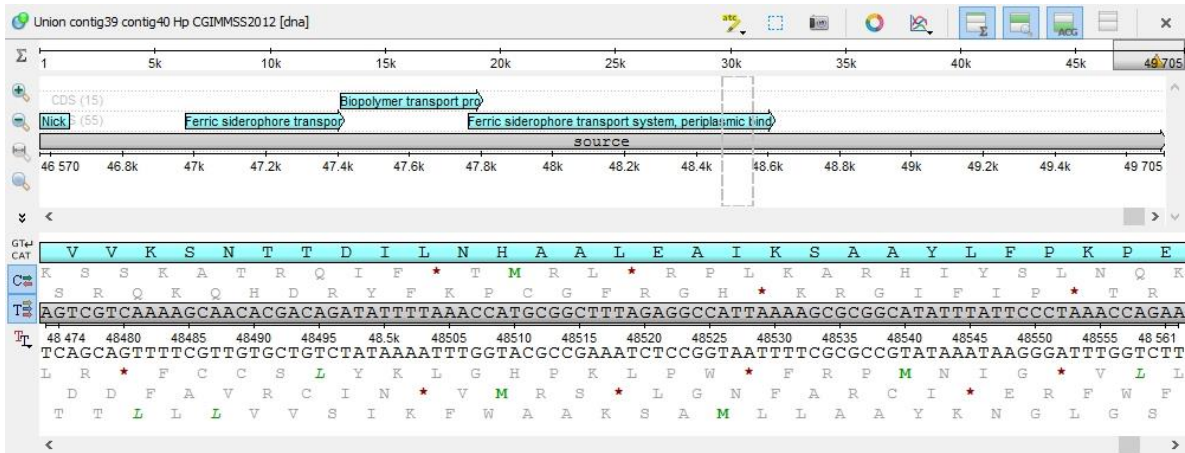 Union contig39 contig40 Hp CGIMMSS2012 [dna]
Σ 1 5k 10k 15k 20k 25k 30k 35k 40k 45k 49 705
CDS (15) Biopolymer transport pro
Nick S (55) Ferric siderophore transpor Ferric siderophore transport system, periplasmic bind
source
46 570 46.8k 47k 47.2k 47.4k 47.6k 47.8k 48k 48.2k 48.4k 48.6k 48.8k 49k 49.2k 49.4k 49 705
GT
CAT
V V K S N T T D I L N H A A L E A I K S A A Y L F P K P E
K S S K A T R Q I F * T M R L * R P L K A R H I Y S L N Q K
S R Q K Q H D R Y F K P C G F R G H * K R G I F I P * T R
AGTCGTCAAAAGCAACACGACAGATATTTTAAACCATGCGGCTTTAGAGGCCATTAAAAGCGCGGCATATTTATTCCCTAAACCAGAA
48 474 48480 48485 48490 48495 48.5k 48505 48510 48515 48520 48525 48530 48535 48540 48545 48550 48555 48 561
TCAGCAGTTTTCGTTGTGCTGTCTATAAAATTTGGTACGCCGAAATCTCCGGTAATTTTCGCGCCGTATAAATAAGGGATTTGGTCTT
L R * F C C S L Y K L G H P K L P W * F R P M N I G * V L L
D D F A V R C I N * V M R S * L G N F A R C I * E R F W F
T T L L V V S I K F W A A K S A M L L A A Y K N G L G S